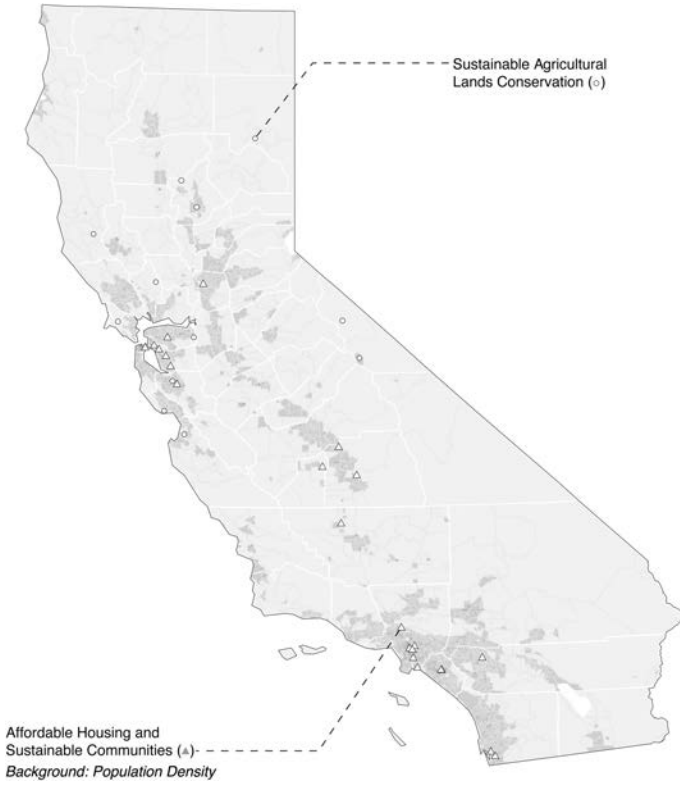 Sustainable Agricultural
Lands Conservation (○)
Affordable Housing and
Sustainable Communities (▲)
Background: Population Density